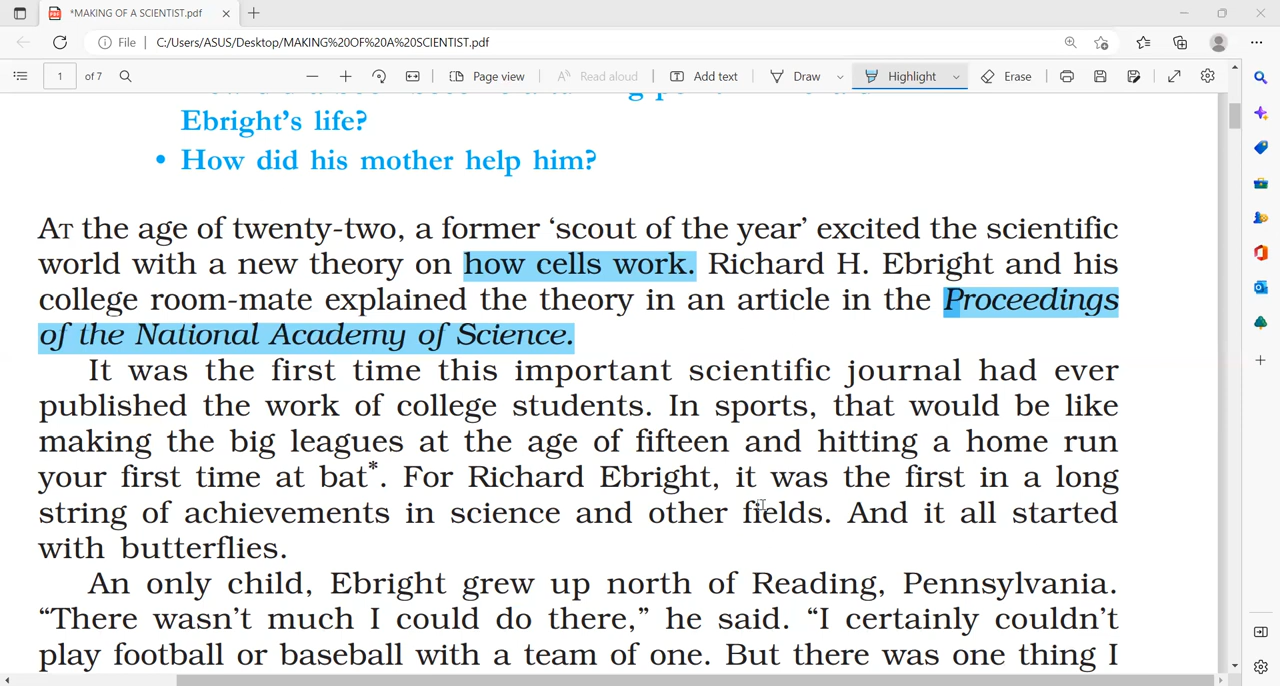 *MAKING OF A SCIENTIST.pdf
File C:/Users/ASUS/Desktop/MAKING%20OF%20A%20SCIENTIST.pdf
1 of 7 Page view Read aloud Add text Draw Highlight Erase
Ebright's life?
• How did his mother help him?
AT the age of twenty-two, a former ‘scout of the year’ excited the scientific
world with a new theory on how cells work. Richard H. Ebright and his
college room-mate explained the theory in an article in the Proceedings
of the National Academy of Science.
It was the first time this important scientific journal had ever
published the work of college students. In sports, that would be like
making the big leagues at the age of fifteen and hitting a home run
your first time at bat*. For Richard Ebright, it was the first in a long
string of achievements in science and other fields. And it all started
with butterflies.
An only child, Ebright grew up north of Reading, Pennsylvania.
“There wasn’t much I could do there,” he said. “I certainly couldn’t
play football or baseball with a team of one. But there was one thing I